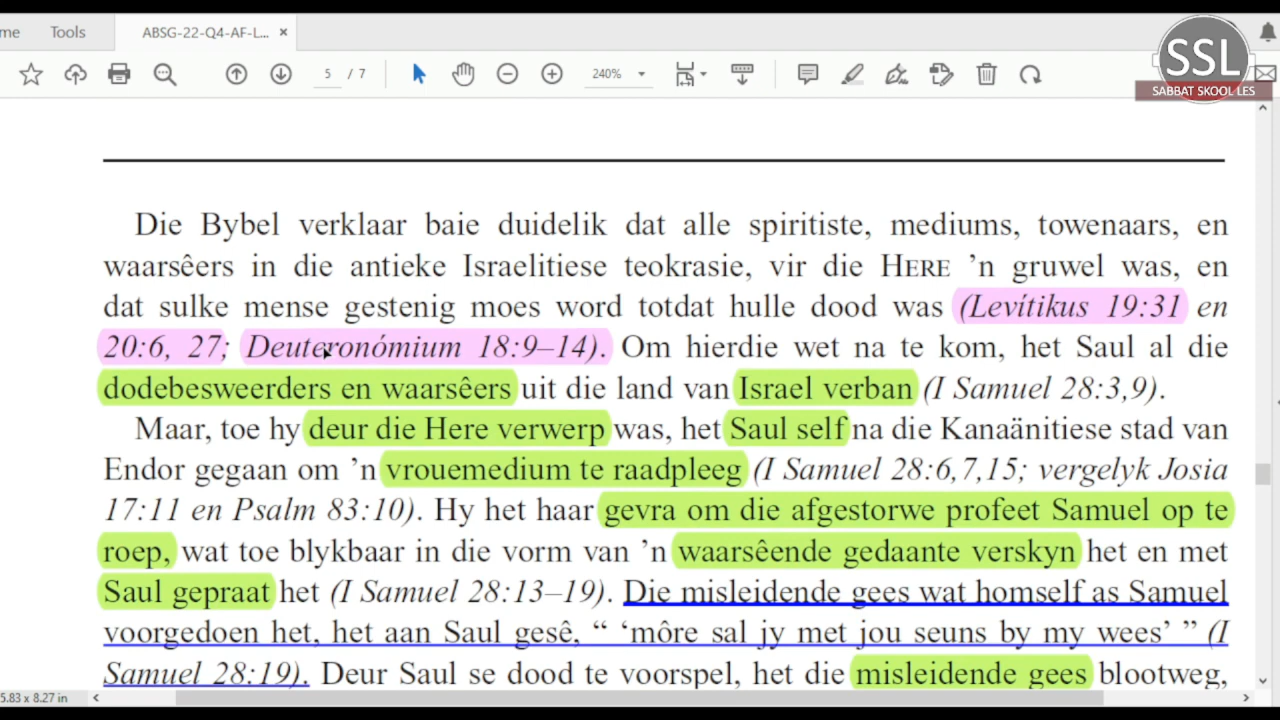 me Tools ABSG-22-Q4-AF-L... ×
SSL
SABBAT SKOOL LES
5 / 7 240%
Die Bybel verklaar baie duidelik dat alle spiritiste, mediums, towenaars, en
waarsêers in die antieke Israelitiese teokrasie, vir die HERE ’n gruwel was, en
dat sulke mense gestenig moes word totdat hulle dood was (Levítikus 19:31 en
20:6, 27; Deuteronómium 18:9–14). Om hierdie wet na te kom, het Saul al die
dodebesweerders en waarsêers uit die land van Israel verban (I Samuel 28:3,9).
Maar, toe hy deur die Here verwerp was, het Saul self na die Kanaänitiese stad van
Endor gegaan om ’n vrouemedium te raadpleeg (I Samuel 28:6,7,15; vergelyk Josia
17:11 en Psalm 83:10). Hy het haar gevra om die afgestorwe profeet Samuel op te
roep, wat toe blykbaar in die vorm van ’n waarsêende gedaante verskyn het en met
Saul gepraat het (I Samuel 28:13–19). Die misleidende gees wat homself as Samuel
voorgedoen het, het aan Saul gesê, “ ‘môre sal jy met jou seuns by my wees’ ” (I
Samuel 28:19). Deur Saul se dood te voorspel, het die misleidende gees blootweg,
5.83 x 8.27 in